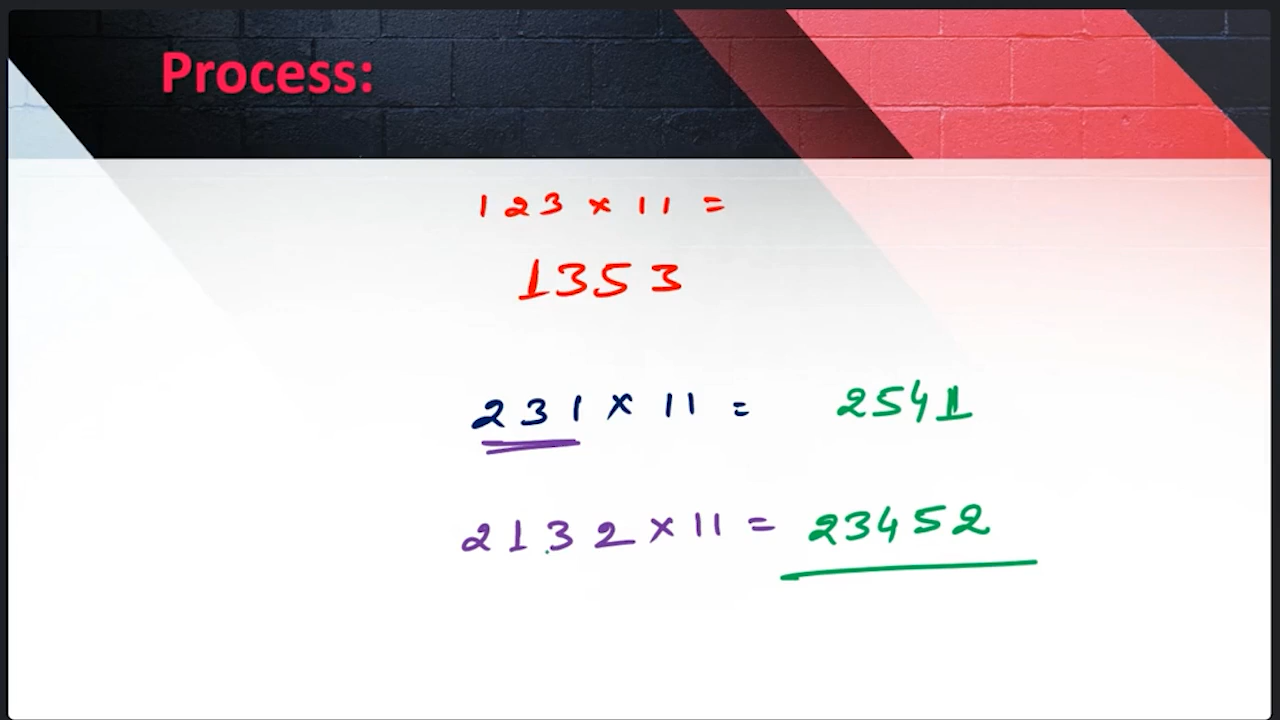 Process:
123 × 11 =
1353
231 × 11 = 2541
2132 × 11 = 23452